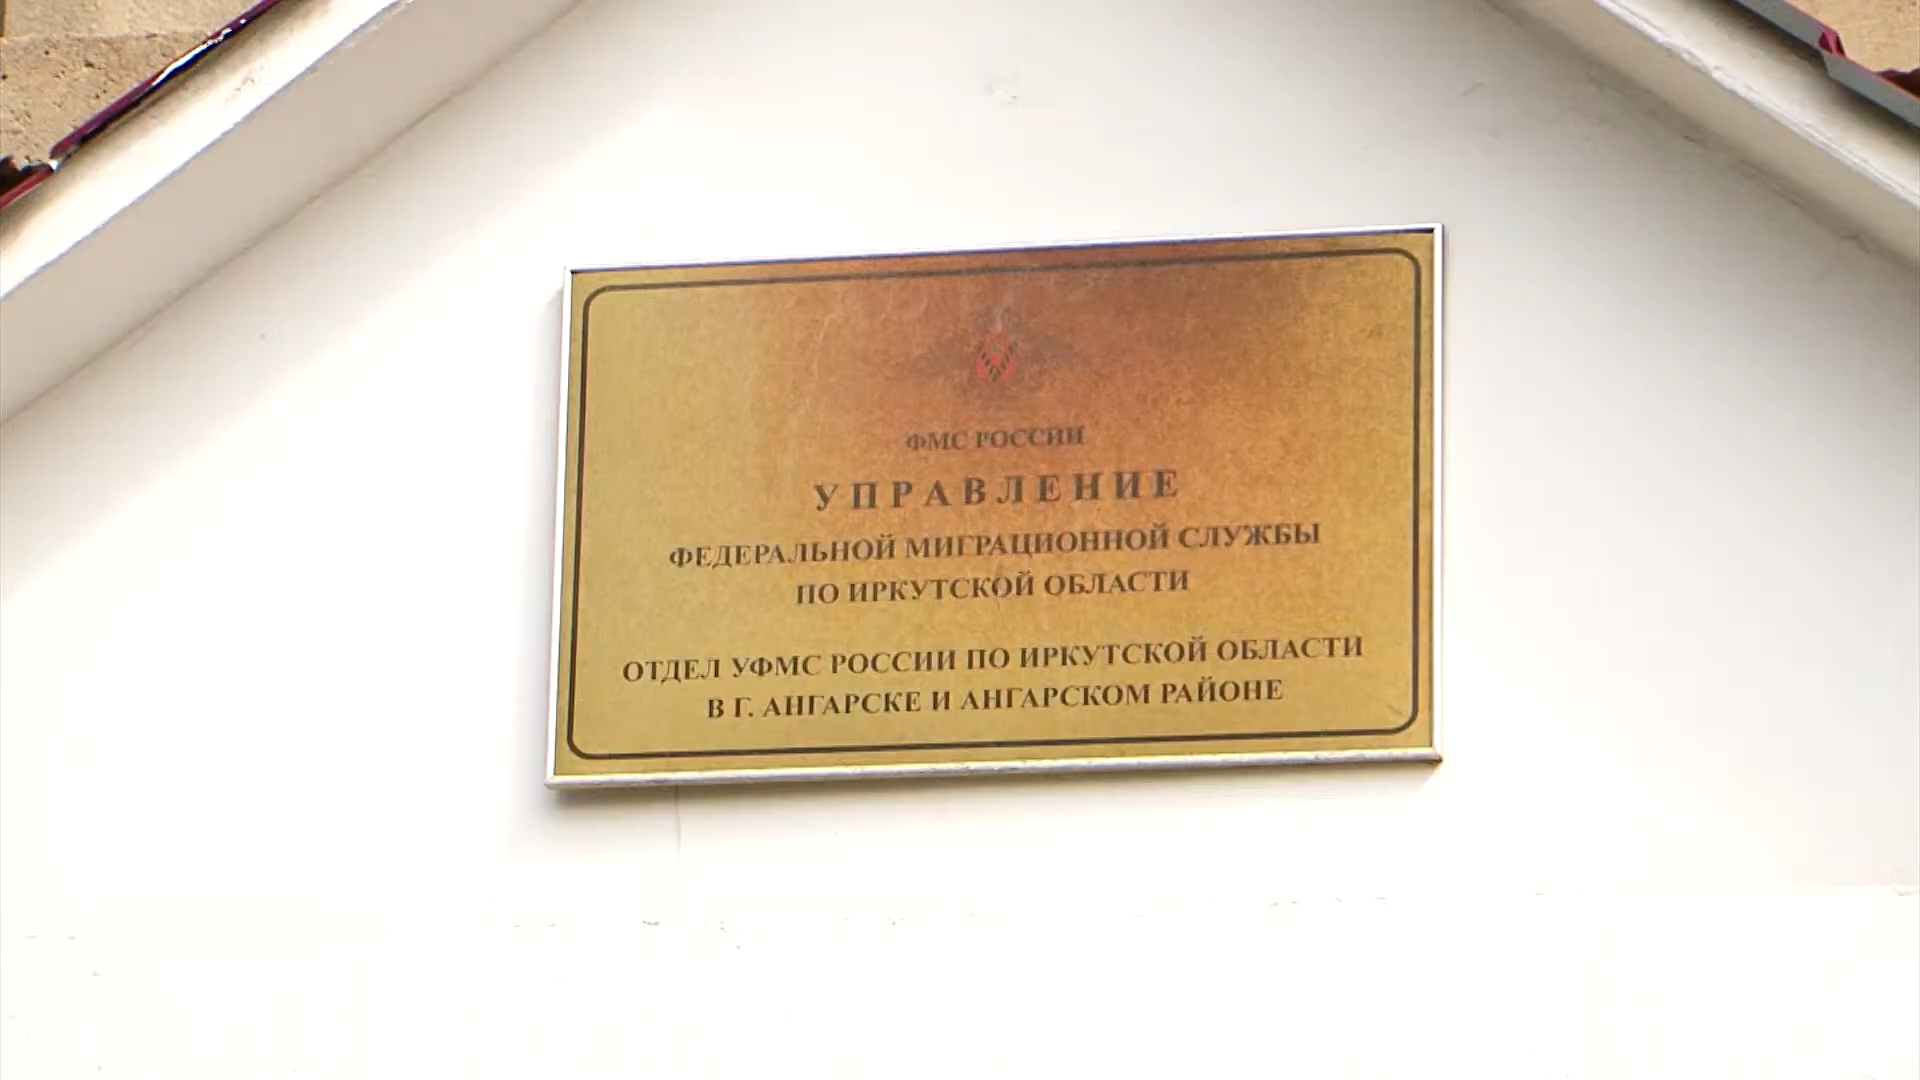 ФМС РОССИИ
УПРАВЛЕНИЕ
ФЕДЕРАЛЬНОЙ МИГРАЦИОННОЙ СЛУЖБЫ
ПО ИРКУТСКОЙ ОБЛАСТИ
ОТДЕЛ УФМС РОССИИ ПО ИРКУТСКОЙ ОБЛАСТИ
В Г. АНГАРСКЕ И АНГАРСКОМ РАЙОНЕ